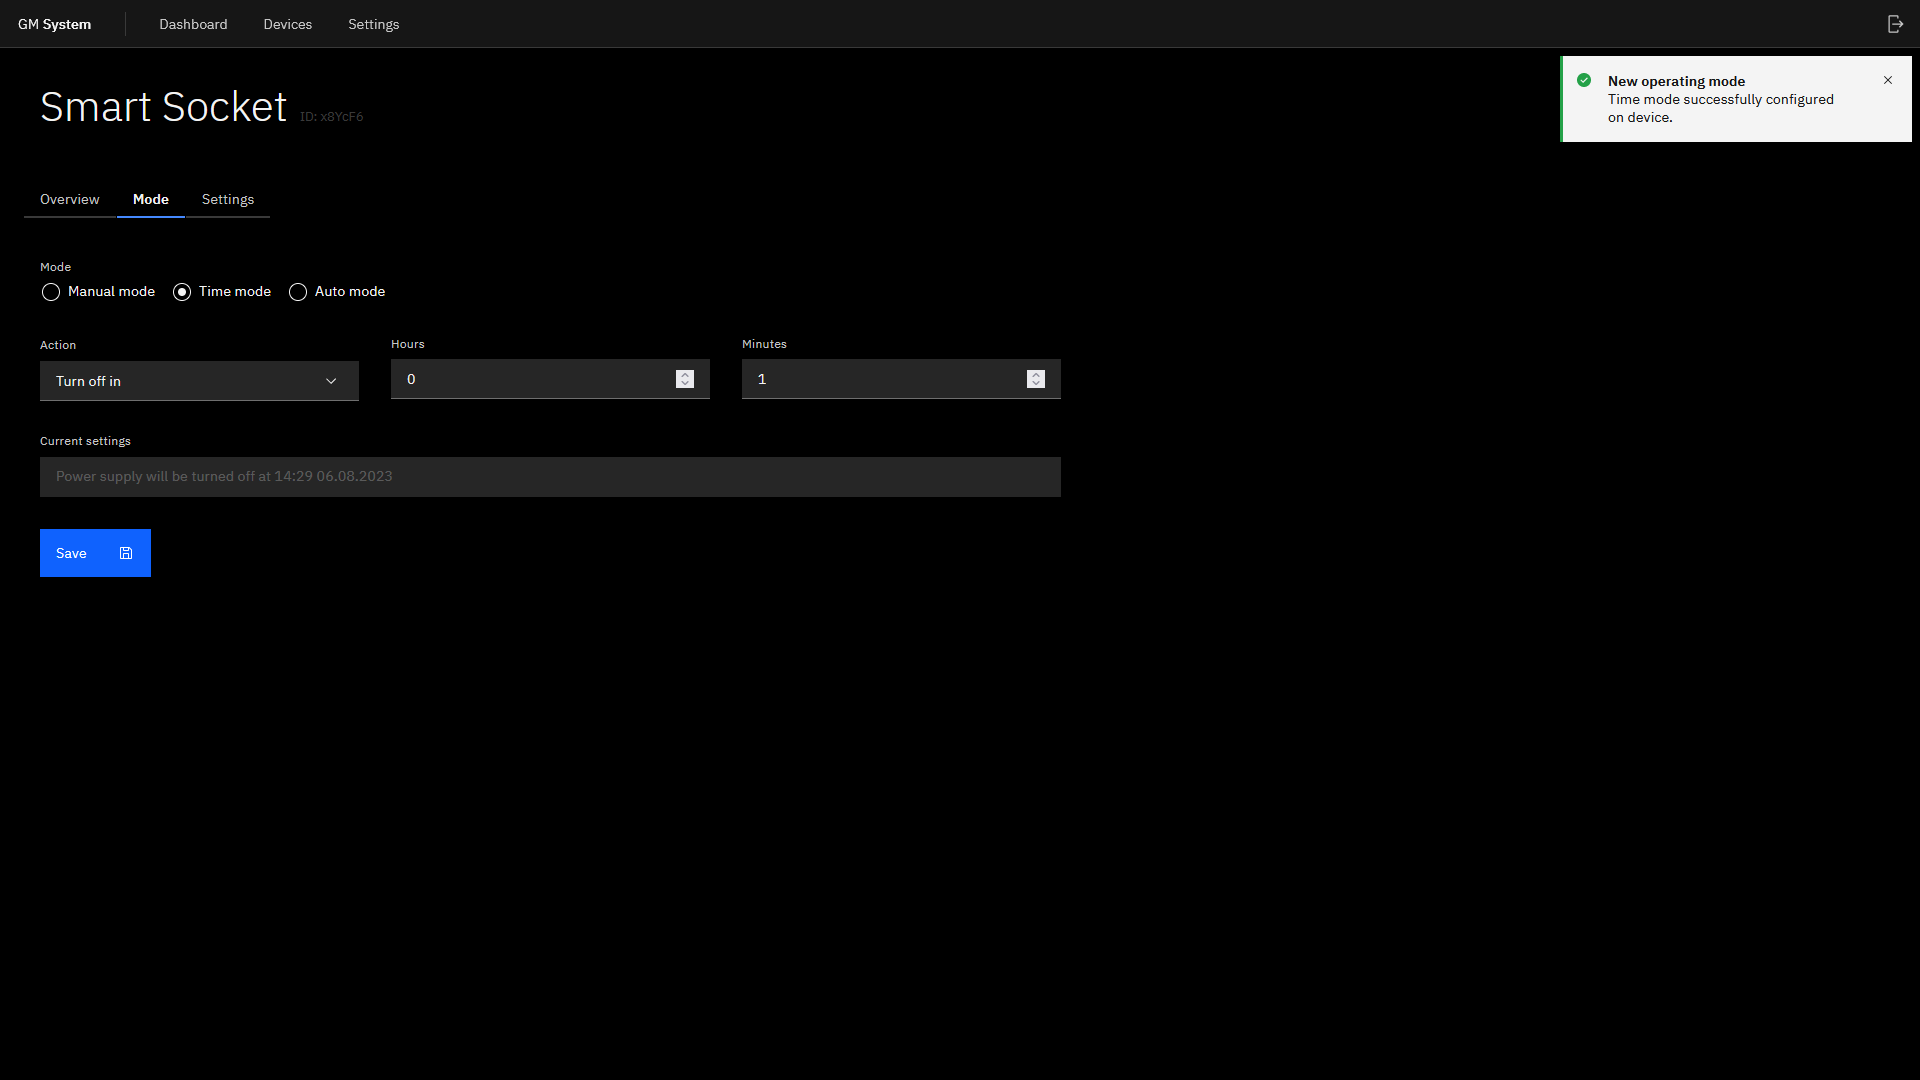 GM System
Dashboard
Devices
Settings
New operating mode
Time mode successfully configured
on device.
Smart Socket ID: x8YcF6
Overview
Mode
Settings
Mode
Manual mode
Time mode
Auto mode
Action
Hours
Minutes
Turn off in
0
1
Current settings
Power supply will be turned off at 14:29 06.08.2023
Save